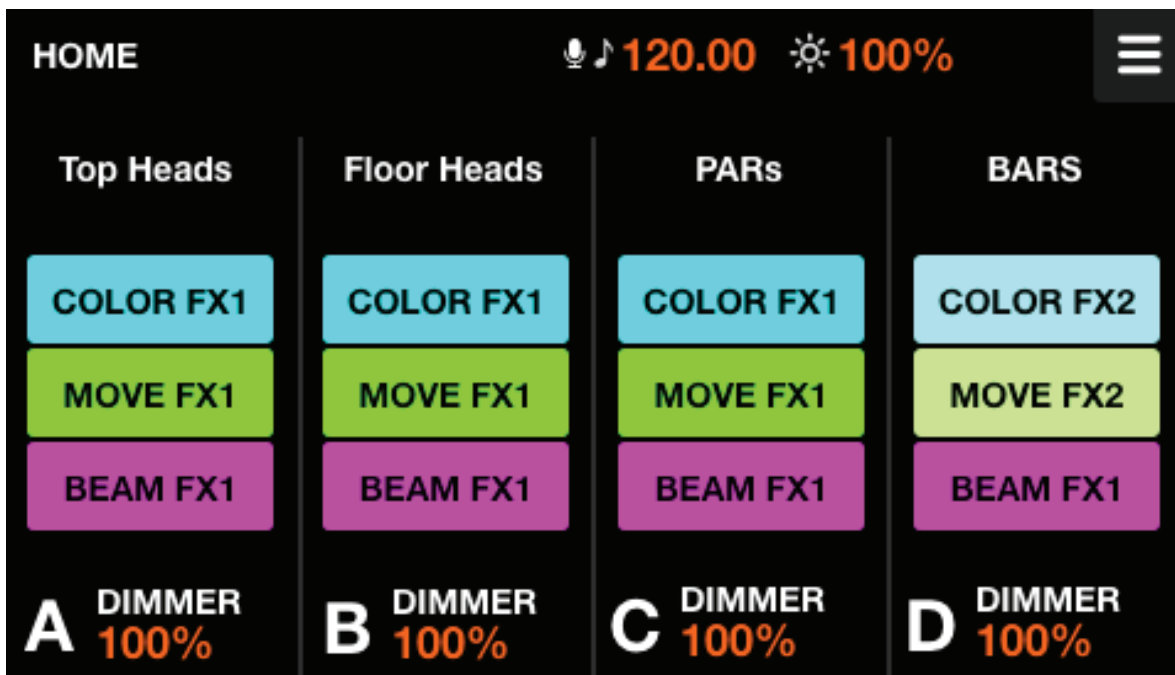 HOME
120.00 100%
Top Heads
COLOR FX1
MOVE FX1
BEAM FX1
A DIMMER
100%
Floor Heads
COLOR FX1
MOVE FX1
BEAM FX1
B DIMMER
100%
PARs
COLOR FX1
MOVE FX1
BEAM FX1
C DIMMER
100%
BARS
COLOR FX2
MOVE FX2
BEAM FX1
D DIMMER
100%